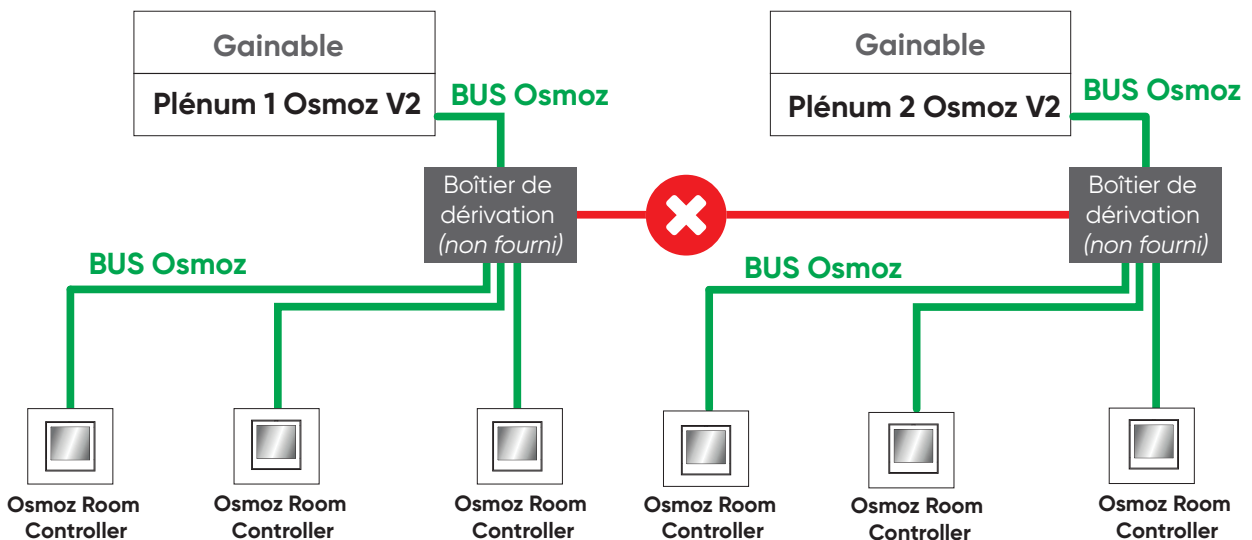 Gainable
Plénum 1 Osmoz V2
BUS Osmoz
Boîtier de
dérivation
(non fourni)
BUS Osmoz
Osmoz Room
Controller
Osmoz Room
Controller
Osmoz Room
Controller
Gainable
Plénum 2 Osmoz V2
BUS Osmoz
Boîtier de
dérivation
(non fourni)
BUS Osmoz
Osmoz Room
Controller
Osmoz Room
Controller
Osmoz Room
Controller